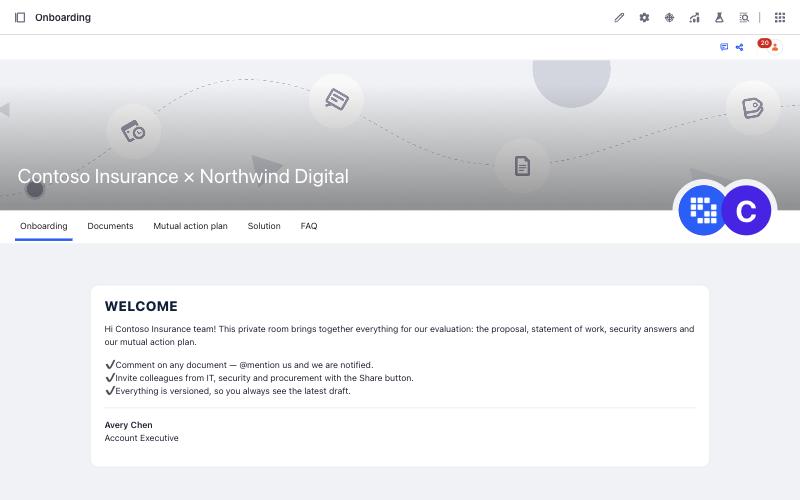 Onboarding
20
Contoso Insurance × Northwind Digital
C
Onboarding
Documents
Mutual action plan
Solution
FAQ
WELCOME
Hi Contoso Insurance team! This private room brings together everything for our evaluation: the proposal, statement of work, security answers and
our mutual action plan.
✔Comment on any document — @mention us and we are notified.
✔Invite colleagues from IT, security and procurement with the Share button.
✔Everything is versioned, so you always see the latest draft.
Avery Chen
Account Executive